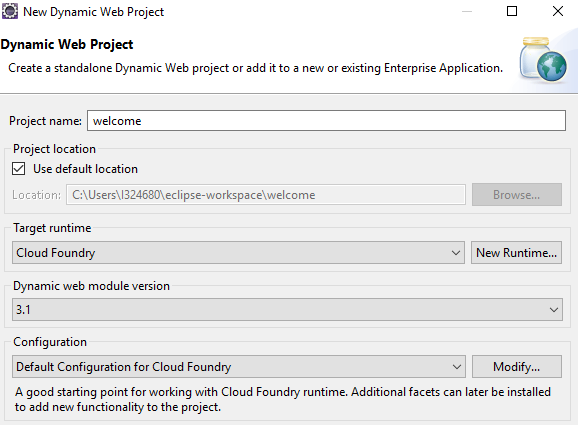 New Dynamic Web Project
Dynamic Web Project
Create a standalone Dynamic Web project or add it to a new or existing Enterprise Application.
Project name: welcome
Project location
Use default location
Location: C:\Users\I324680\eclipse-workspace\welcome Browse...
Target runtime
Cloud Foundry New Runtime...
Dynamic web module version
3.1
Configuration
Default Configuration for Cloud Foundry Modify...
A good starting point for working with Cloud Foundry runtime. Additional facets can later be installed
to add new functionality to the project.